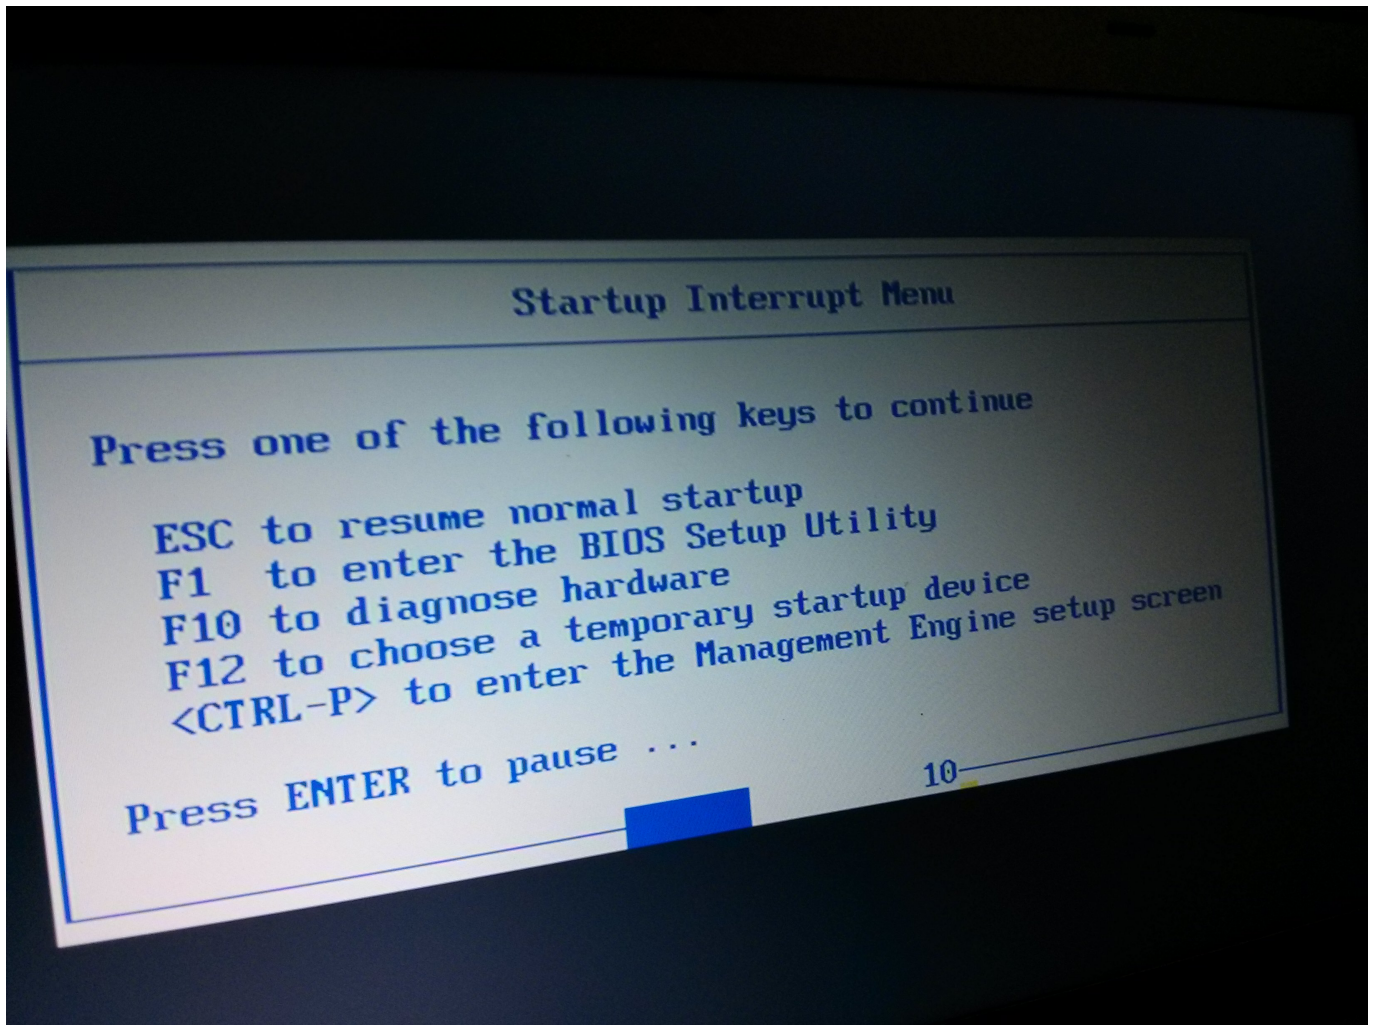 Startup Interrupt Menu
Press one of the following keys to continue
ESC to resume normal startup
F1 to enter the BIOS Setup Utility
F10 to diagnose hardware
F12 to choose a temporary startup device
<CTRL-P> to enter the Management Engine setup screen
Press ENTER to pause ...
10